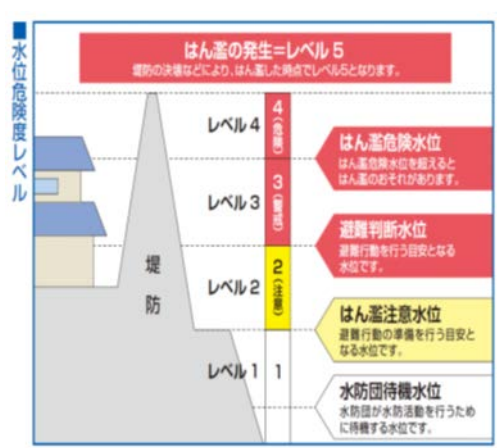 ■水位危険度レベル
はん濫の発生=レベル5
堤防の決壊などにより、はん濫した時点でレベル5となります。
レベル4
4(危険)
はん濫危険水位
はん濫危険水位を超えると
はん濫のおそれがあります。
レベル3
3(警戒)
避難判断水位
避難行動を行う目安となる
水位です。
堤防
レベル2
2(注意)
はん濫注意水位
避難行動の準備を行う目安と
なる水位です。
レベル1
1
水防団待機水位
水防団が水防活動を行うため
に待機する水位です。